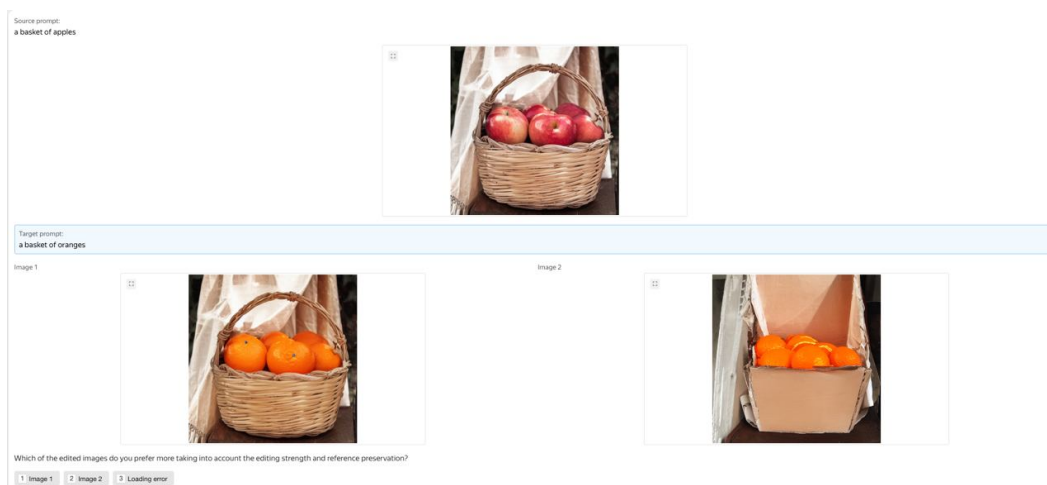 Source prompt:
a basket of apples
Target prompt:
a basket of oranges
Image 1
Image 2
Which of the edited images do you prefer more taking into account the editing strength and reference preservation?
1 Image 1 2 Image 2 3 Loading error